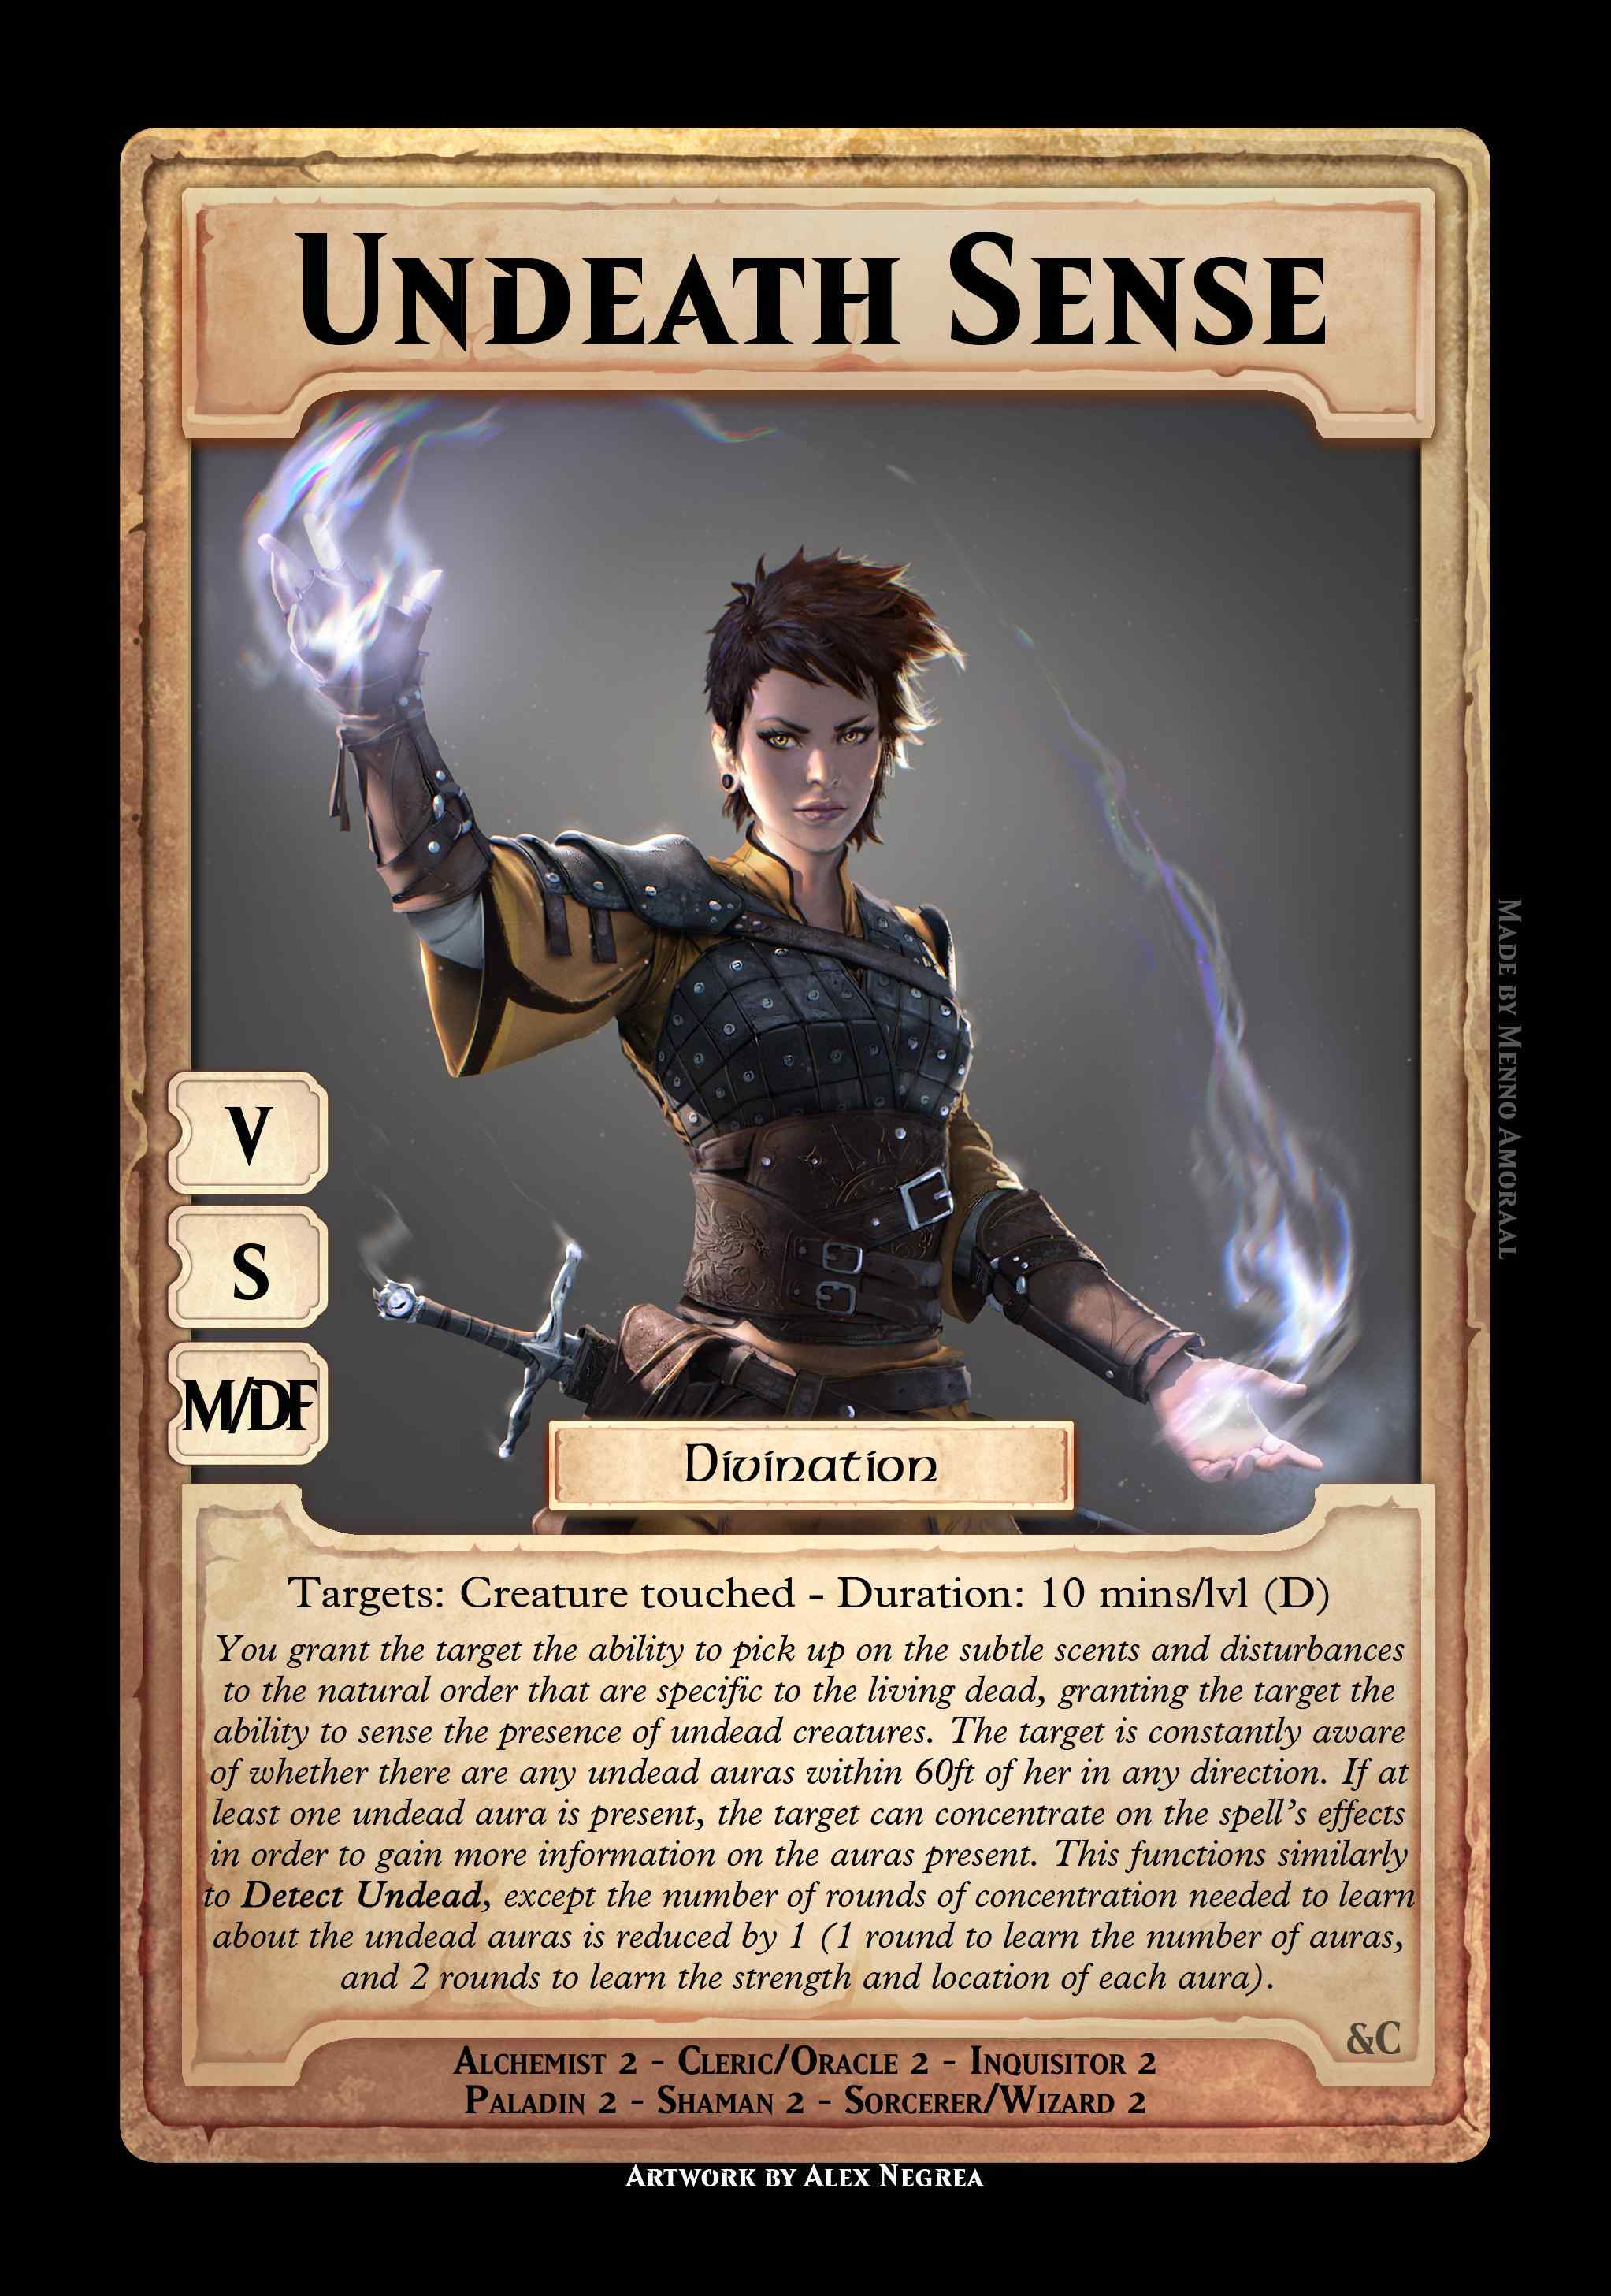 Undeath Sense
V
S
M/DF
Divination
Targets: Creature touched - Duration: 10 mins/lvl (D)
You grant the target the ability to pick up on the subtle scents and disturbances
to the natural order that are specific to the living dead, granting the target the
ability to sense the presence of undead creatures. The target is constantly aware
of whether there are any undead auras within 60ft of her in any direction. If at
least one undead aura is present, the target can concentrate on the spell's effects
in order to gain more information on the auras present. This functions similarly
to Detect Undead, except the number of rounds of concentration needed to learn
about the undead auras is reduced by 1 (1 round to learn the number of auras,
and 2 rounds to learn the strength and location of each aura).
&C
Alchemist 2 - Cleric/Oracle 2 - Inquisitor 2
Paladin 2 - Shaman 2 - Sorcerer/Wizard 2
Artwork by Alex Negrea
Made by Menno Amoraal